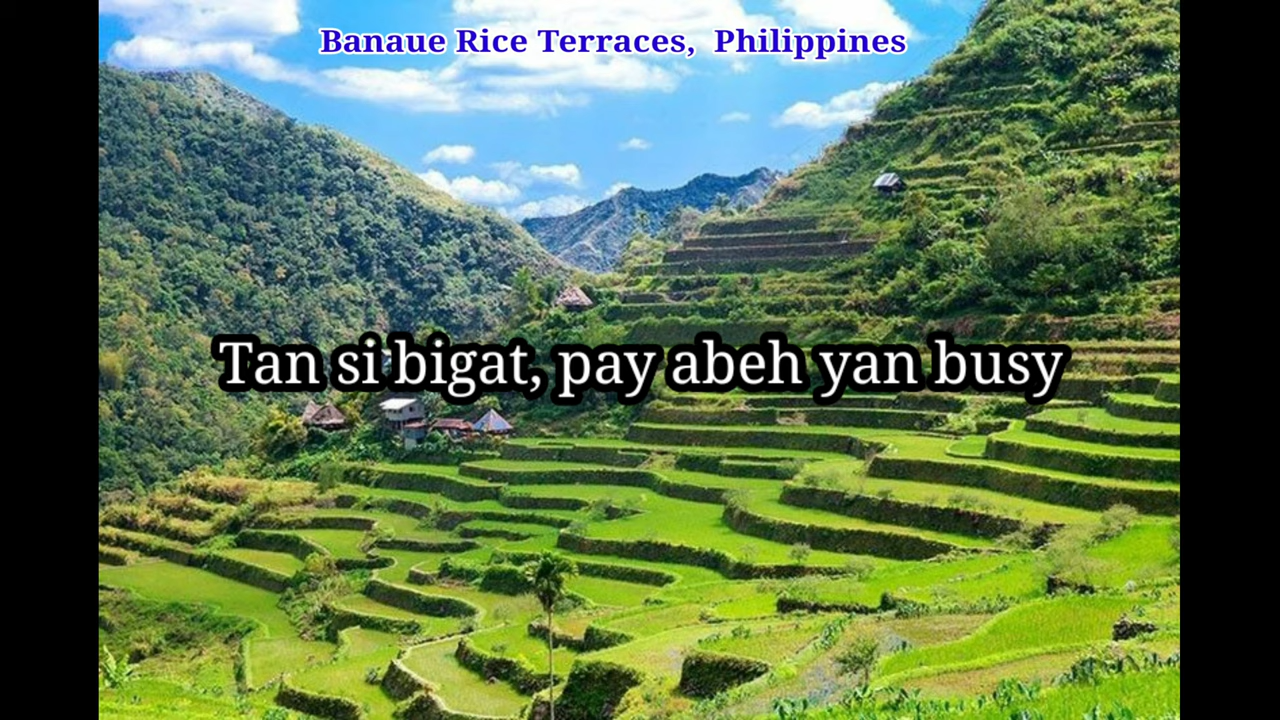 Banaue Rice Terraces,  Philippines
Tan si bigat, pay abeh yan busy